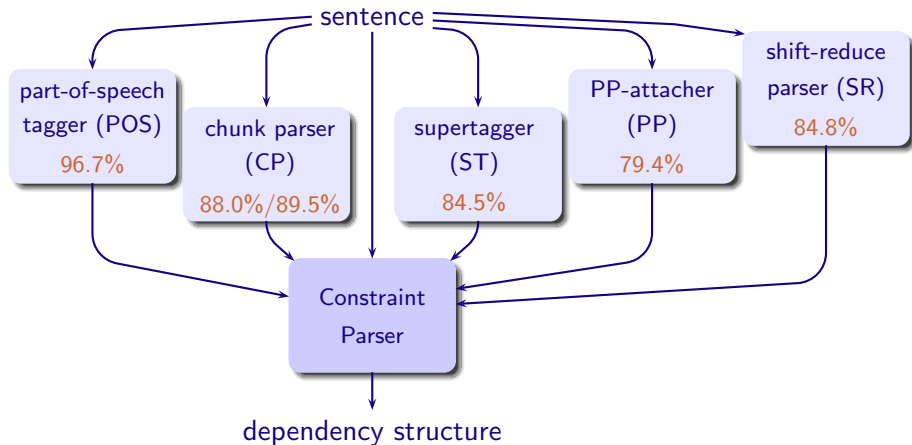 sentence
part-of-speech
tagger (POS)
96.7%
chunk parser
(CP)
88.0%/89.5%
supertagger
(ST)
84.5%
PP-attacher
(PP)
79.4%
shift-reduce
parser (SR)
84.8%
Constraint
Parser
dependency structure